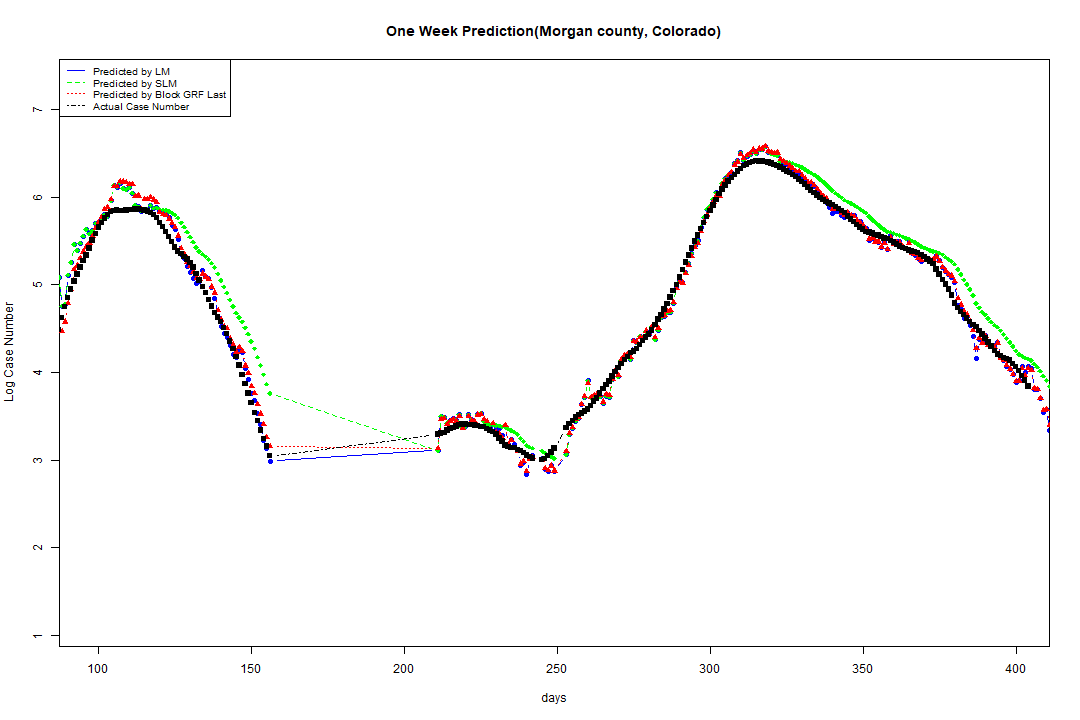 One Week Prediction(Morgan county, Colorado)
Predicted by LM
Predicted by SLM
Predicted by Block GRF Last
Actual Case Number
7
6
5
4
3
2
1
Log Case Number
100 150 200 250 300 350 400
days